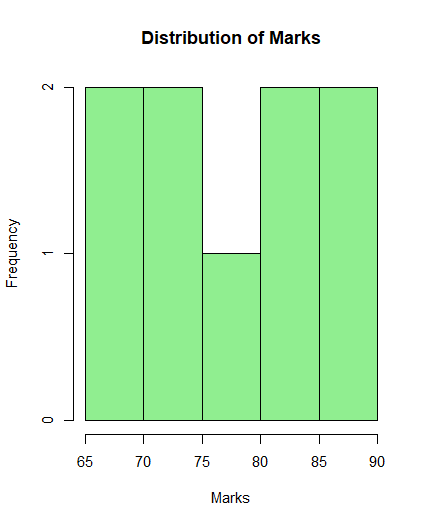 Distribution of Marks
2
1
0
Frequency
65 70 75 80 85 90
Marks